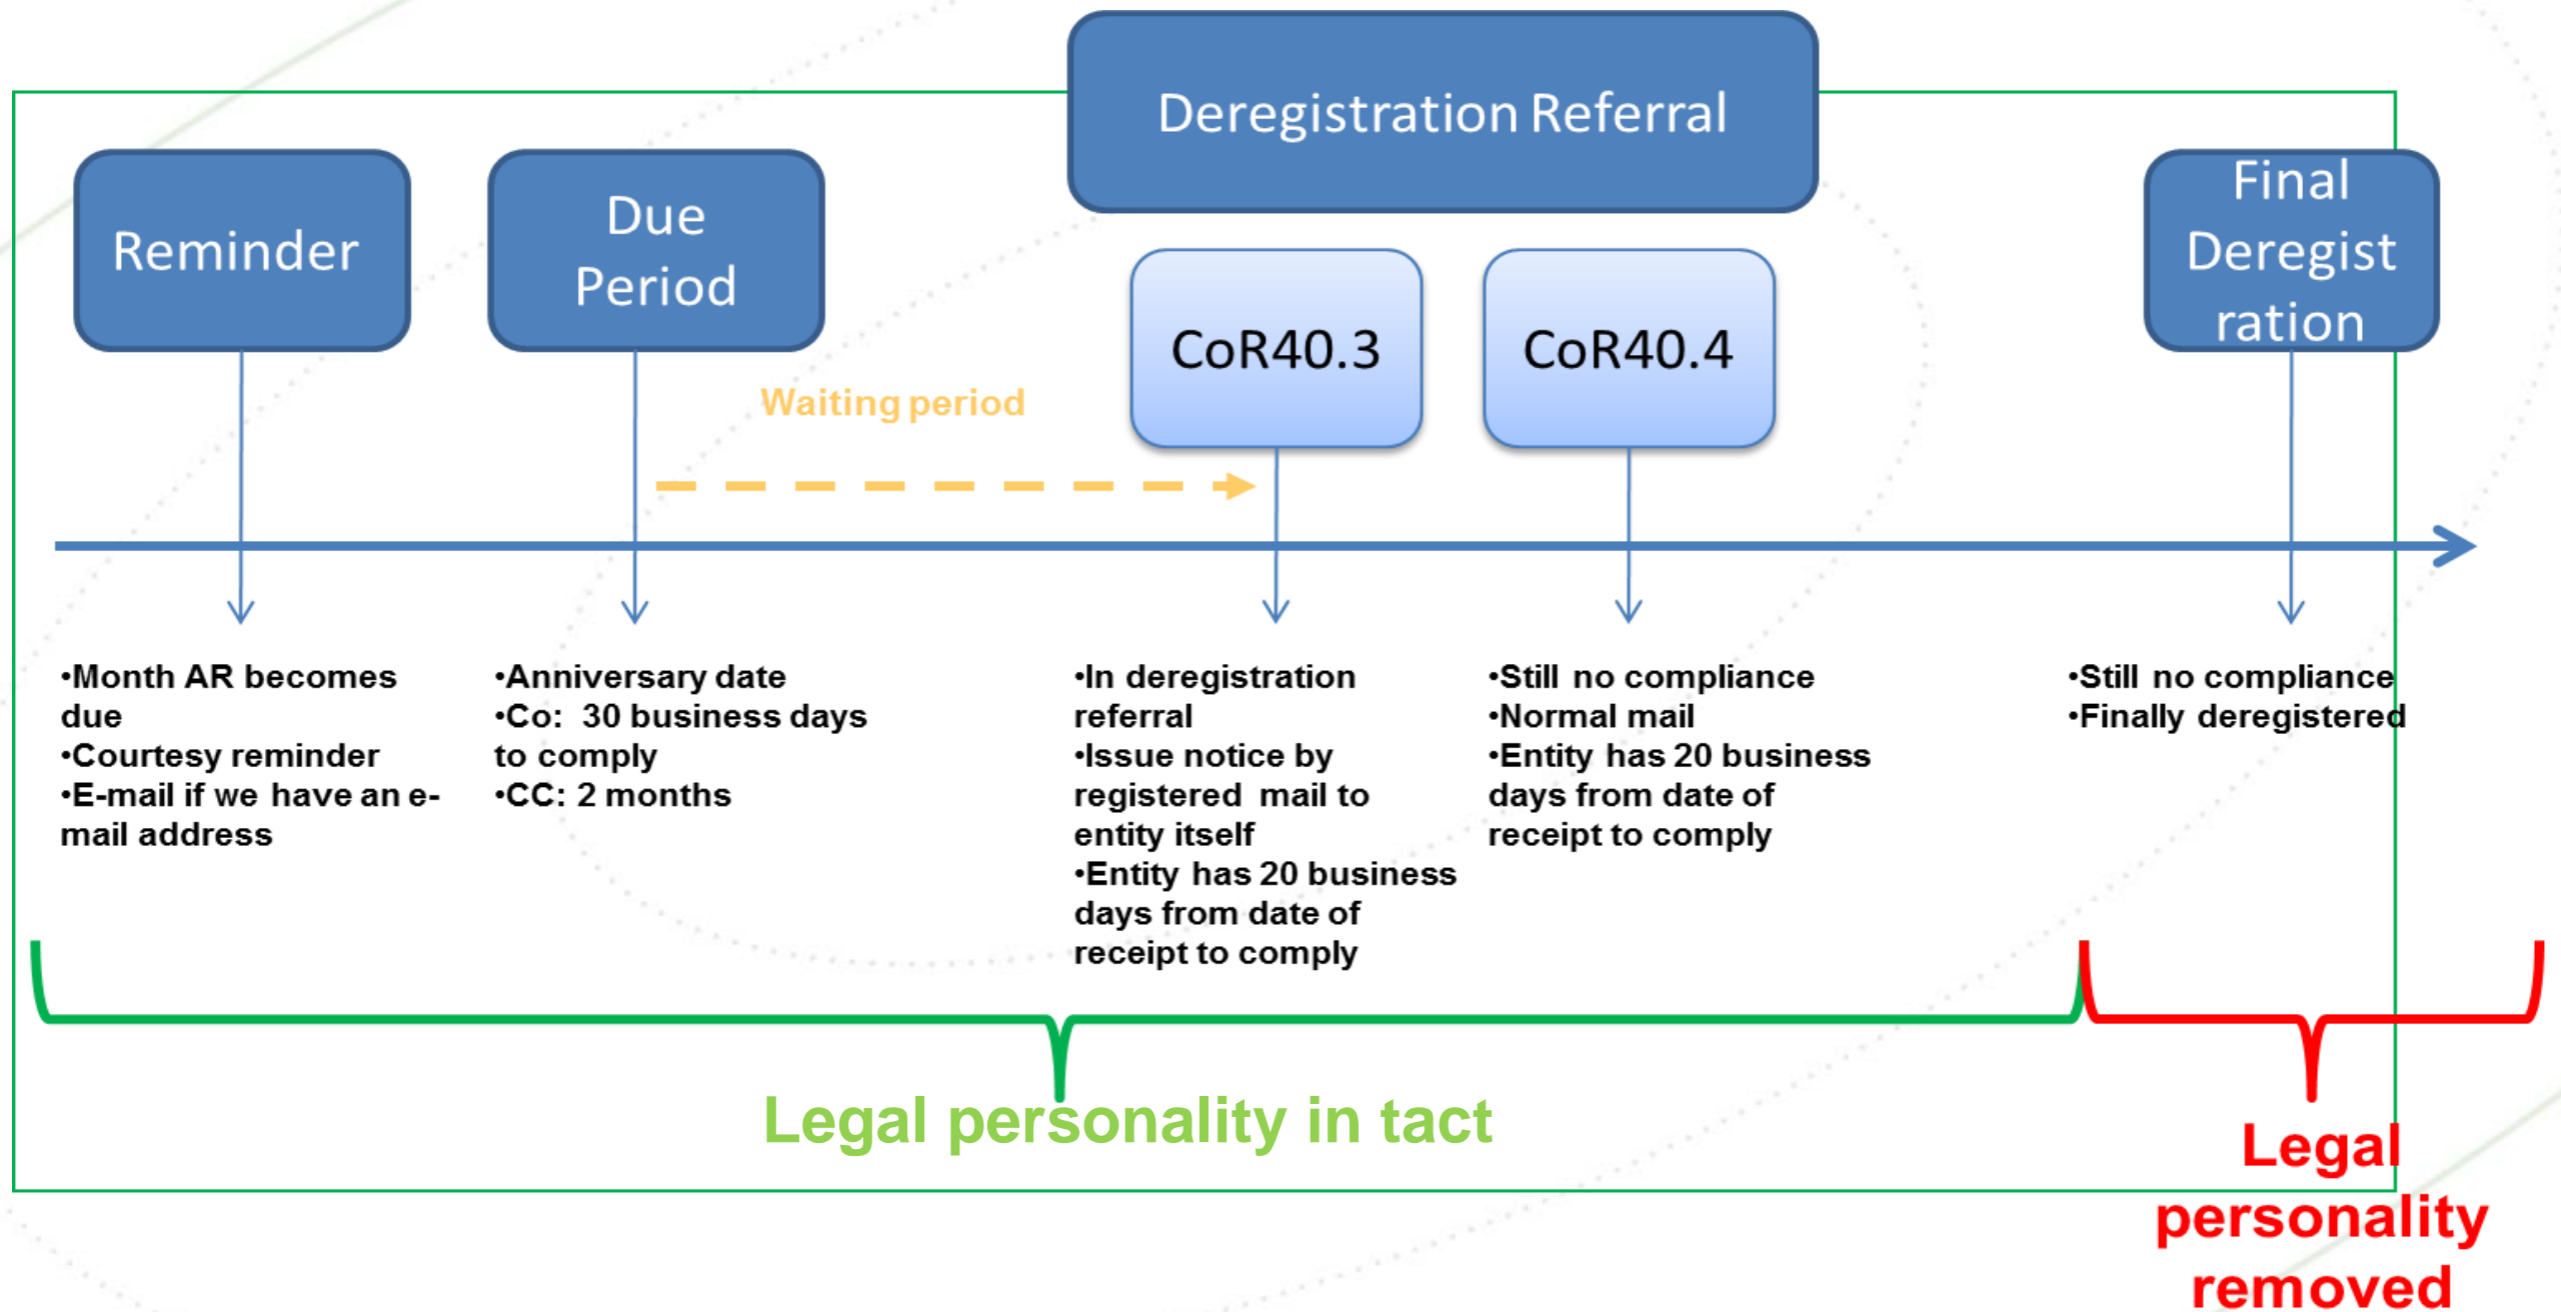 Deregistration Referral
Reminder
Due
Period
Final
Deregist
ration
CoR40.3
CoR40.4
Waiting period
•Month AR becomes
due
•Courtesy reminder
•E-mail if we have an e-
mail address
•Anniversary date
•Co: 30 business days
to comply
•CC: 2 months
•In deregistration
referral
•Issue notice by
registered mail to
entity itself
•Entity has 20 business
days from date of
receipt to comply
•Still no compliance
•Normal mail
•Entity has 20 business
days from date of
receipt to comply
•Still no compliance
•Finally deregistered
Legal personality in tact
Legal
personality
removed